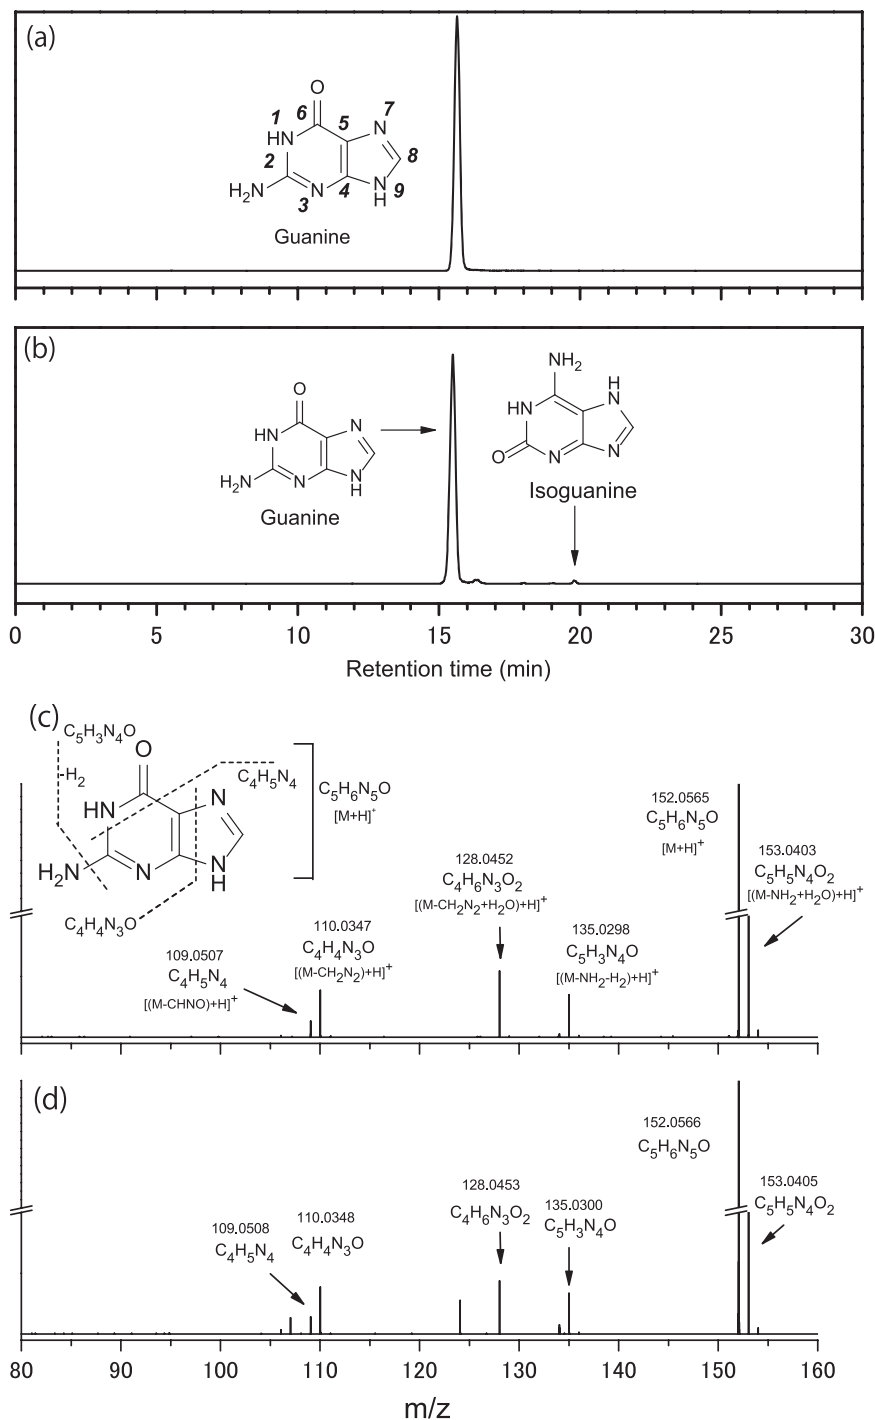 (a)
O
1
6
7
5
N
HN
8
2
H₂N
N
4
N
9
3
H
Guanine
(b)
NH₂
H
O
N
HN
N
HN
O
N
N
H₂N
N
N
H
Isoguanine
Guanine
0 5 10 15 20 25 30
Retention time (min)
(c)
C₅H₃N₄O
O
-H₂
C₄H₅N₄
HN
N
C₅H₆N₅O
[M+H]⁺
H₂N
N
N
H
C₄H₄N₃O
152.0565
C₅H₆N₅O
[M+H]⁺
153.0403
C₅H₅N₄O₂
[(M-NH₂+H₂O)+H]⁺
128.0452
C₄H₆N₃O₂
[(M-CH₂N₂+H₂O)+H]⁺
110.0347
C₄H₄N₃O
[(M-CH₂N₂)+H]⁺
135.0298
C₅H₃N₄O
[(M-NH₂-H₂)+H]⁺
109.0507
C₄H₅N₄
[(M-CHNO)+H]⁺
(d)
152.0566
C₅H₆N₅O
153.0405
C₅H₅N₄O₂
128.0453
C₄H₆N₃O₂
135.0300
C₅H₃N₄O
110.0348
C₄H₄N₃O
109.0508
C₄H₅N₄
80 90 100 110 120 130 140 150 160
m/z